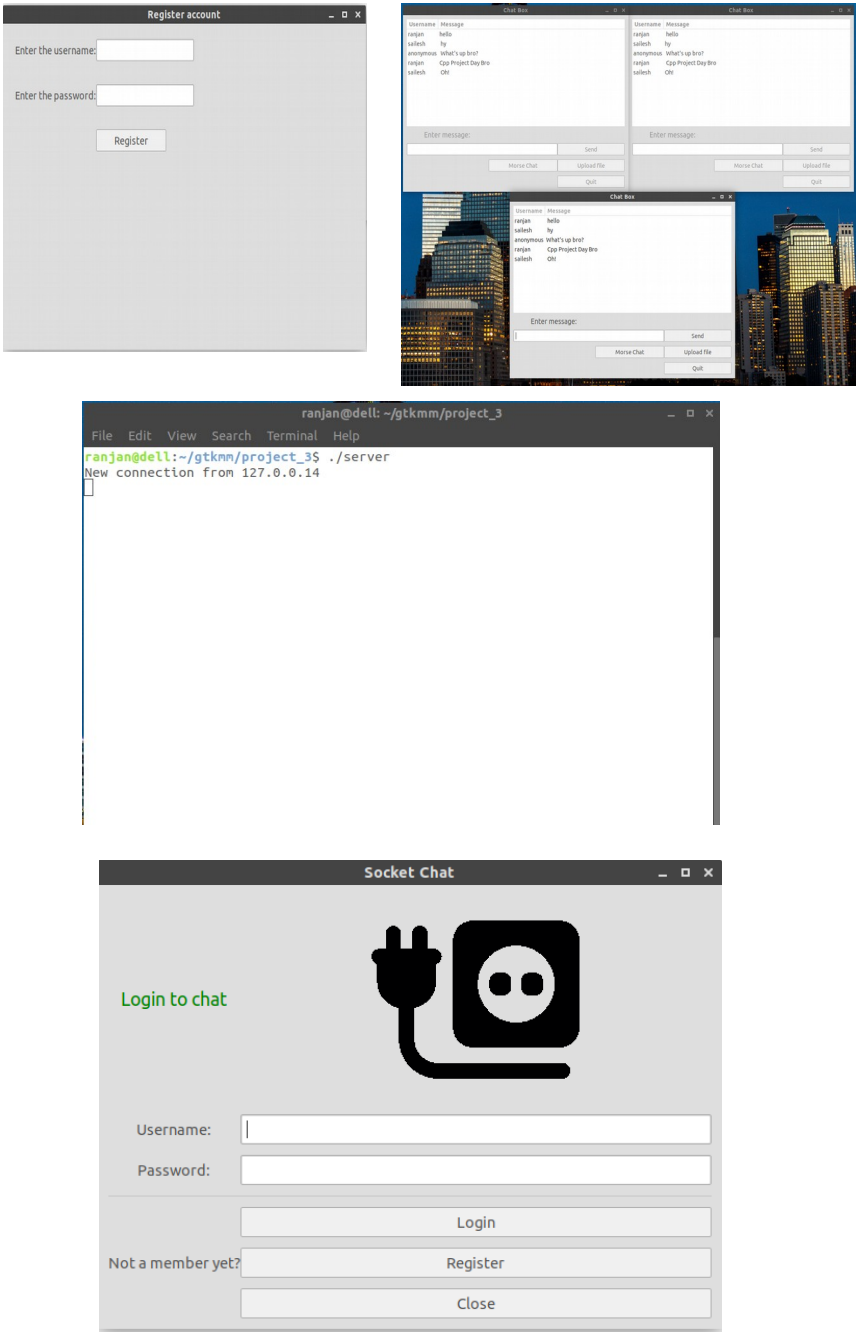 Register account
Enter the username:
Enter the password:
Register
Chat Box
Username Message
ranjan hello
sailesh hy
anonymous What's up bro?
ranjan Cpp Project Day Bro
sailesh Oh!
Enter message:
Send
Morse Chat Upload file
Quit
Chat Box
Username Message
ranjan hello
sailesh hy
anonymous What's up bro?
ranjan Cpp Project Day Bro
sailesh Oh!
Enter message:
Send
Morse Chat Upload file
Quit
Chat Box
Username Message
ranjan hello
sailesh hy
anonymous What's up bro?
ranjan Cpp Project Day Bro
sailesh Oh!
Enter message:
Send
Morse Chat Upload file
Quit
ranjan@dell: ~/gtkmm/project_3
File Edit View Search Terminal Help
ranjan@dell:~/gtkmm/project_3$ ./server
New connection from 127.0.0.14
Socket Chat
Login to chat
Username:
Password:
Login
Not a member yet? Register
Close